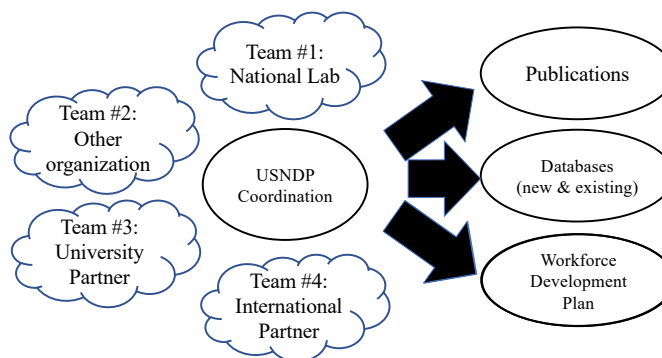 Team #1:
National Lab
Team #2:
Other
organization
Team #3:
University
Partner
Team #4:
International
Partner
USNDP
Coordination
Publications
Databases
(new & existing)
Workforce
Development
Plan